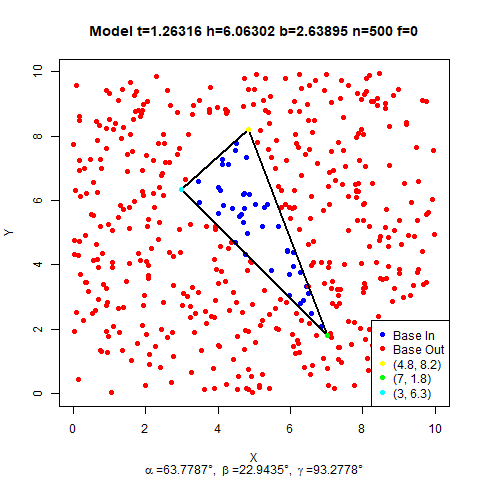 Model t=1.26316 h=6.06302 b=2.63895 n=500 f=0
10
8
6
4
2
0
Y
Base In
Base Out
(4.8, 8.2)
(7, 1.8)
(3, 6.3)
0 2 4 6 8 10
X
α=63.7787°, β=22.9435°, γ=93.2778°